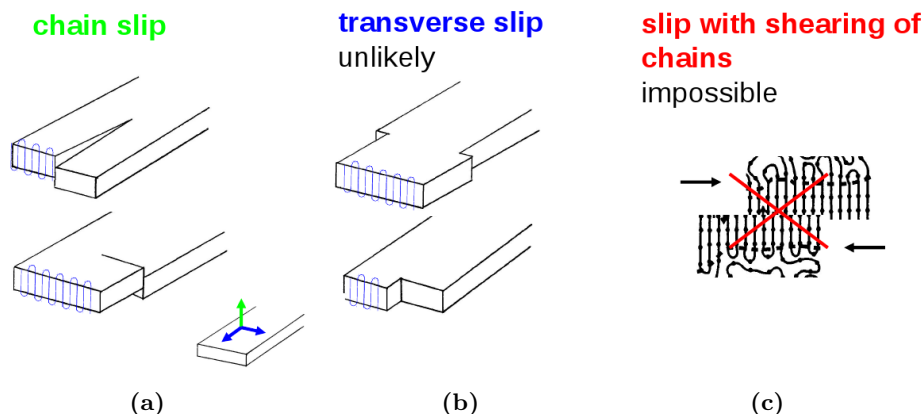 chain slip
transverse slip
unlikely
slip with shearing of
chains
impossible
(a)
(b)
(c)